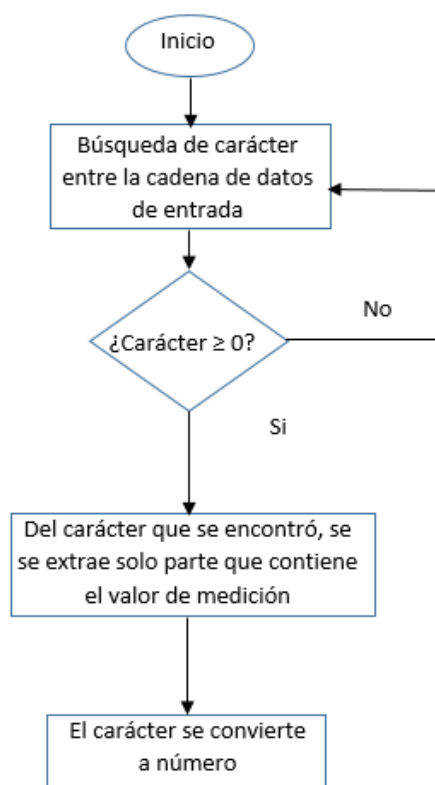 Inicio
Búsqueda de carácter
entre la cadena de datos
de entrada
¿Carácter ≥ 0?
No
Si
Del carácter que se encontró, se
se extrae solo parte que contiene
el valor de medición
El carácter se convierte
a número